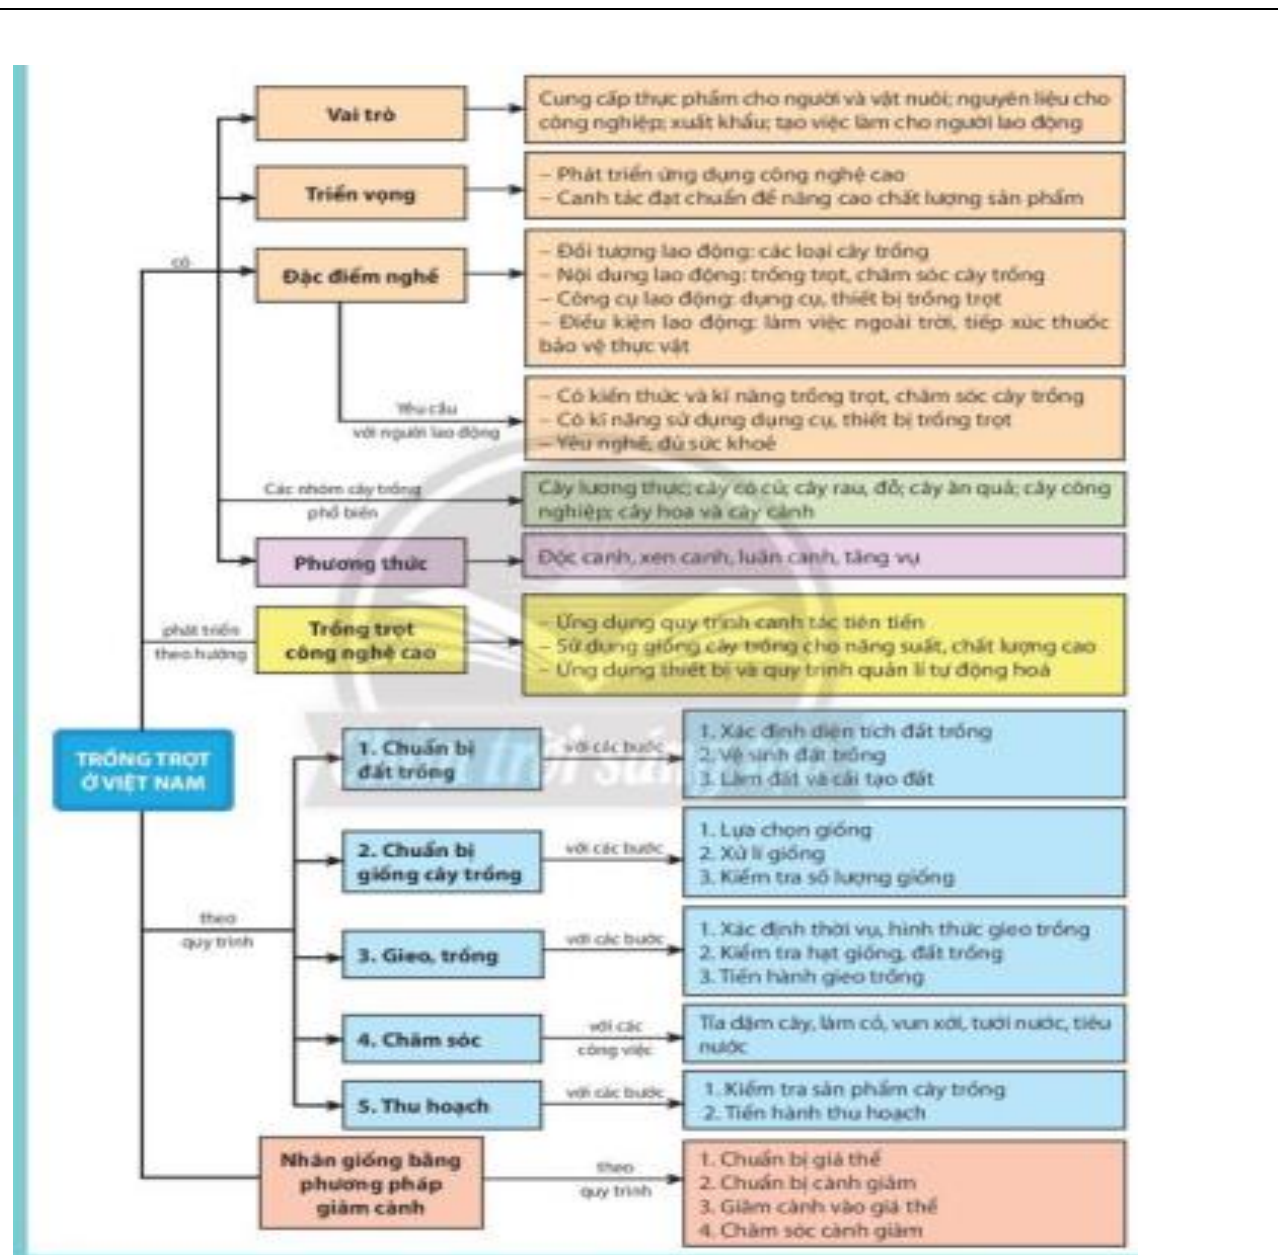 Vai trò
Cung cấp thực phẩm cho người và vật nuôi; nguyên liệu cho
công nghiệp; xuất khẩu; tạo việc làm cho người lao động
Triển vọng
– Phát triển ứng dụng công nghệ cao
– Canh tác đạt chuẩn để nâng cao chất lượng sản phẩm
có
Đặc điểm nghề
– Đối tượng lao động: các loại cây trồng
– Nội dung lao động: trồng trọt, chăm sóc cây trồng
– Công cụ lao động: dụng cụ, thiết bị trồng trọt
– Điều kiện lao động: làm việc ngoài trời, tiếp xúc thuốc
bảo vệ thực vật
Yêu cầu
với người lao động
– Có kiến thức và kĩ năng trồng trọt, chăm sóc cây trồng
– Có kĩ năng sử dụng dụng cụ, thiết bị trồng trọt
– Yêu nghề, đủ sức khoẻ
Các nhóm cây trồng
phổ biến
Cây lương thực; cây có củ; cây rau, đỗ; cây ăn quả; cây công
nghiệp; cây hoa và cây cảnh
Phương thức
Độc canh, xen canh, luân canh, tăng vụ
phát triển
theo hướng
Trồng trọt
công nghệ cao
– Ứng dụng quy trình canh tác tiên tiến
– Sử dụng giống cây trồng cho năng suất, chất lượng cao
– Ứng dụng thiết bị và quy trình quản lí tự động hoá
TRỒNG TRỌT
Ở VIỆT NAM
theo
quy trình
1. Chuẩn bị
đất trồng
với các bước
1. Xác định diện tích đất trồng
2. Vệ sinh đất trồng
3. Làm đất và cải tạo đất
2. Chuẩn bị
giống cây trồng
với các bước
1. Lựa chọn giống
2. Xử lí giống
3. Kiểm tra số lượng giống
3. Gieo, trồng
với các bước
1. Xác định thời vụ, hình thức gieo trồng
2. Kiểm tra hạt giống, đất trồng
3. Tiến hành gieo trồng
4. Chăm sóc
với các
công việc
Tỉa dặm cây, làm cỏ, vun xới, tưới nước, tiêu
nước
5. Thu hoạch
với các bước
1. Kiểm tra sản phẩm cây trồng
2. Tiến hành thu hoạch
Nhân giống bằng
phương pháp
giâm cành
theo
quy trình
1. Chuẩn bị giá thể
2. Chuẩn bị cành giâm
3. Giâm cành vào giá thể
4. Chăm sóc cành giâm